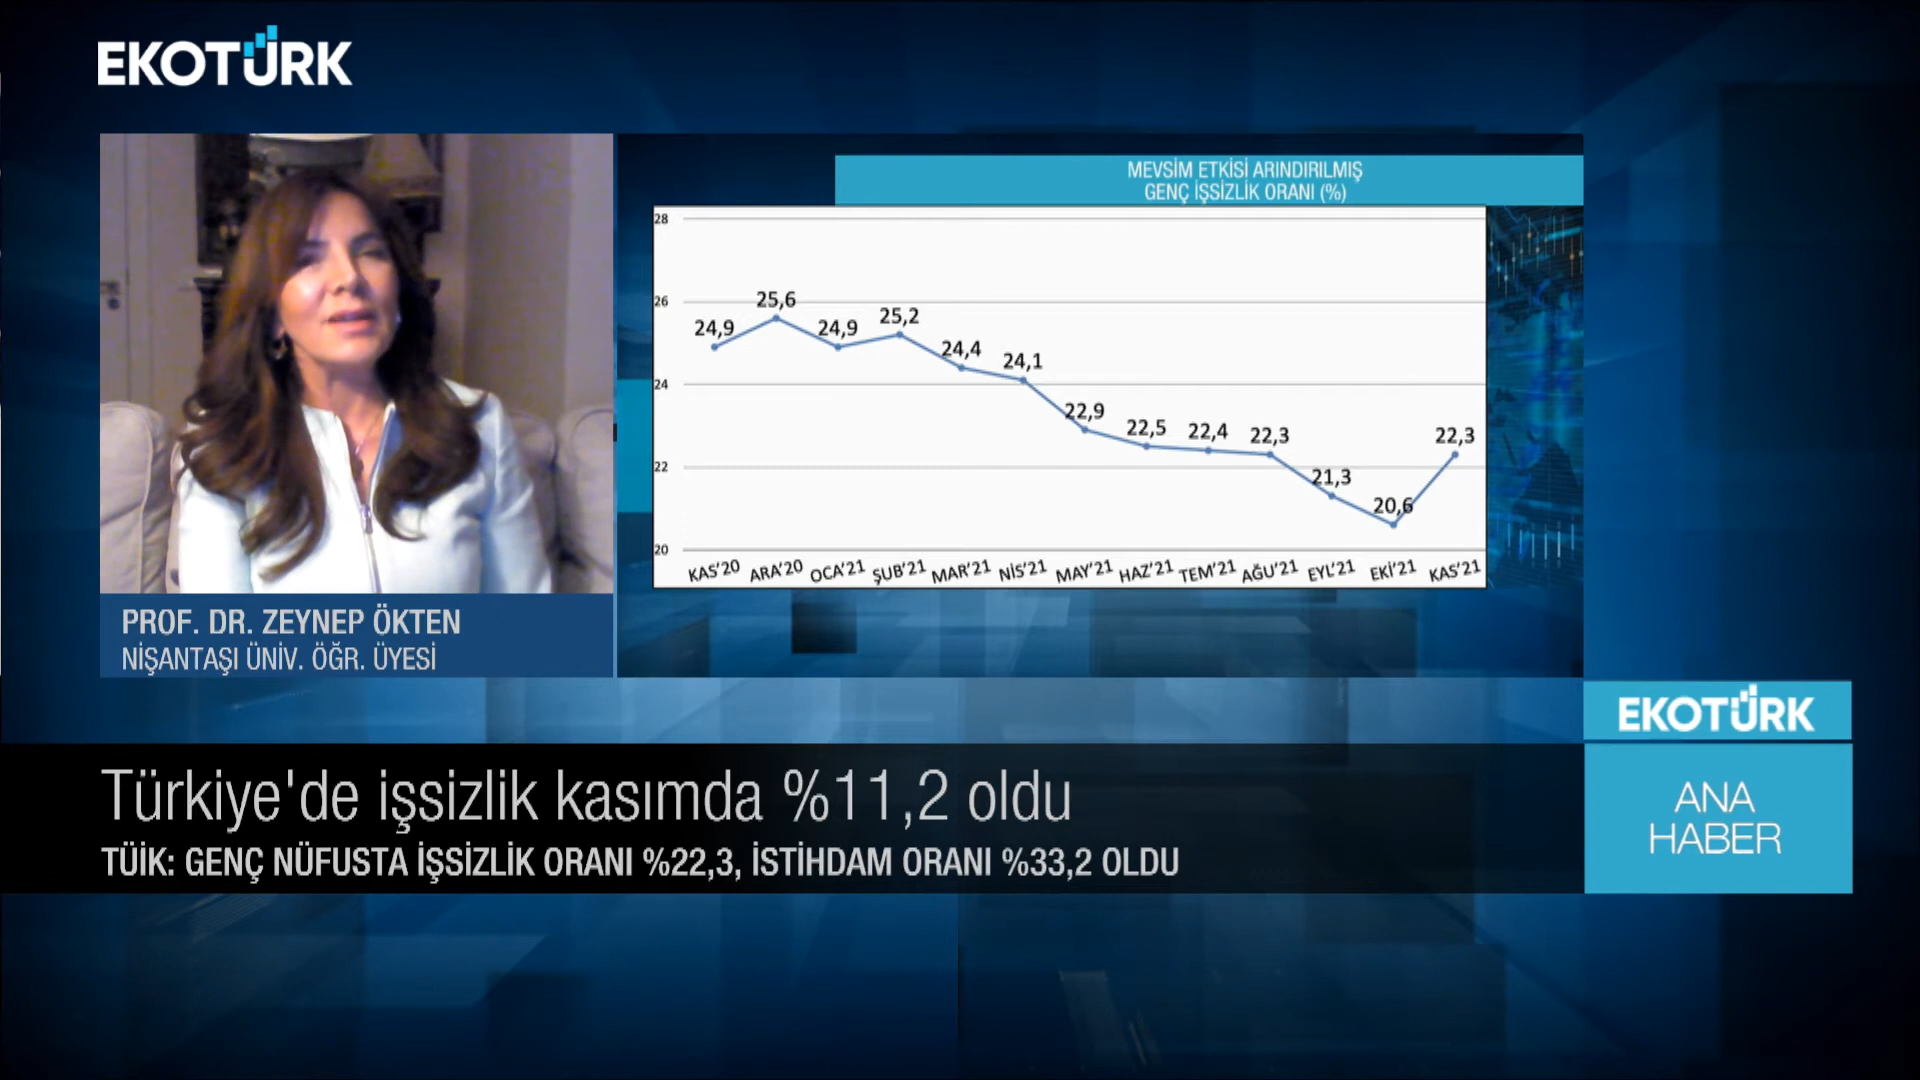 EKOTÜRK
MEVSİM ETKİSİ ARINDIRILMIŞ
GENÇ İŞSİZLİK ORANI (%)
28
26
24
22
20
24,9
25,6
24,9
25,2
24,4
24,1
22,9
22,5
22,4
22,3
21,3
20,6
22,3
KAS'20 ARA'20 OCA'21 ŞUB'21 MAR'21 NİS'21 MAY'21 HAZ'21 TEM'21 AĞU'21 EYL'21 EKİ'21 KAS'21
PROF. DR. ZEYNEP ÖKTEN
NİŞANTAŞI ÜNİV. ÖĞR. ÜYESİ
EKOTÜRK
Türkiye'de işsizlik kasımda %11,2 oldu
TÜİK: GENÇ NÜFUSTA İŞSİZLİK ORANI %22,3, İSTİHDAM ORANI %33,2 OLDU
ANA
HABER